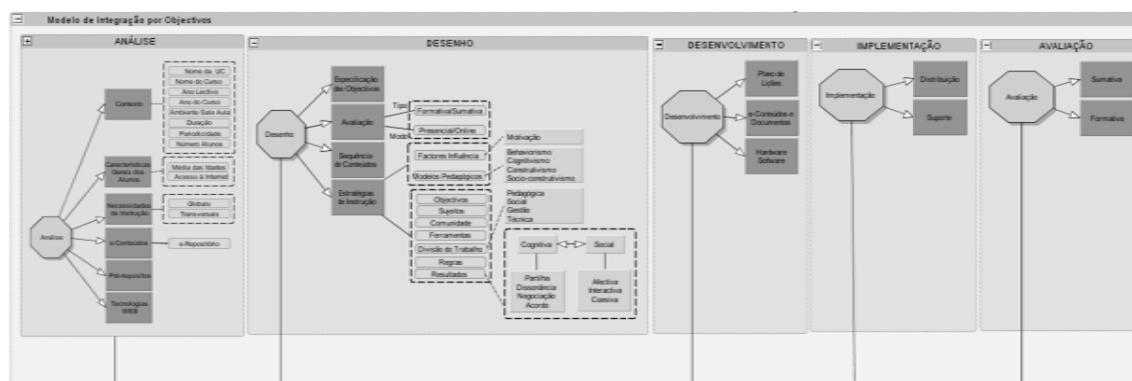 Modelo de Integração por Objectivos
ANÁLISE
Nome da UC
Nome do Curso
Ano Lectivo
Ano do Curso
Ambiente Sala Aula
Duração
Periodicidade
Número Alunos
Contexto
Características
Gerais dos
Alunos
Média das Idades
Acesso à Internet
Necessidades
de Instrução
Globais
Transversais
Análise
e-Conteúdos
e-Repositório
Pré-requisitos
Tecnologias
WEB
DESENHO
Desenho
Especificação
dos Objectivos
Avaliação
Tipo
Modelo
Formativa/Sumativa
Presencial/Online
Sequência
de Conteúdos
Estratégias
de Instrução
Factores Influência
Modelos Pedagógicos
Motivação
Behaviorismo
Cognitivismo
Construtivismo
Socio-construtivismo
Objectivos
Sujeitos
Comunidade
Ferramentas
Divisão do Trabalho
Regras
Resultados
Pedagógica
Social
Gestão
Técnica
Cognitiva
Social
Partilha
Dissonância
Negociação
Acordo
Afectiva
Interactiva
Coesiva
DESENVOLVIMENTO
Desenvolvimento
Plano de
Lições
e-Conteúdos e
Documentos
Hardware
Software
IMPLEMENTAÇÃO
Implementação
Distribuição
Suporte
AVALIAÇÃO
Avaliação
Sumativa
Formativa